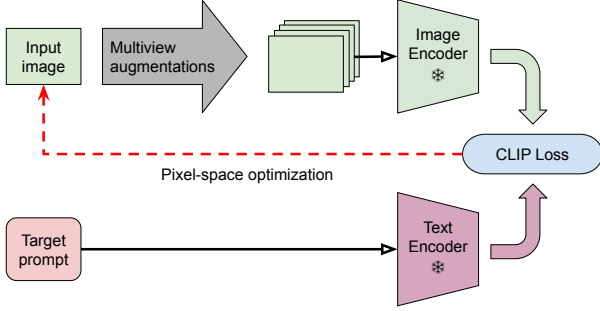 Input
image
Multiview
augmentations
Image
Encoder
CLIP Loss
Pixel-space optimization
Target
prompt
Text
Encoder